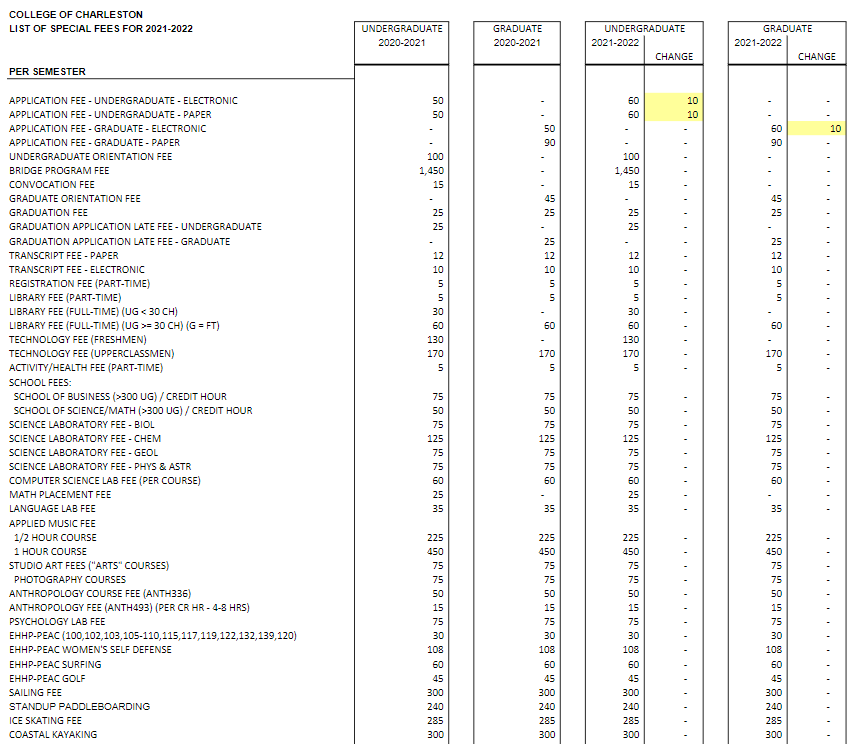 COLLEGE OF CHARLESTON
LIST OF SPECIAL FEES FOR 2021-2022 UNDERGRADUATE GRADUATE UNDERGRADUATE GRADUATE
2020-2021 2020-2021 2021-2022 2021-2022
CHANGE CHANGE
PER SEMESTER
APPLICATION FEE - UNDERGRADUATE - ELECTRONIC 50 - 60 10 - -
APPLICATION FEE - UNDERGRADUATE - PAPER 50 - 60 10 - -
APPLICATION FEE - GRADUATE - ELECTRONIC - 50 - - 60 10
APPLICATION FEE - GRADUATE - PAPER - 90 - - 90 -
UNDERGRADUATE ORIENTATION FEE 100 - 100 - - -
BRIDGE PROGRAM FEE 1,450 - 1,450 - - -
CONVOCATION FEE 15 - 15 - - -
GRADUATE ORIENTATION FEE - 45 - - 45 -
GRADUATION FEE 25 25 25 - 25 -
GRADUATION APPLICATION LATE FEE - UNDERGRADUATE 25 - 25 - - -
GRADUATION APPLICATION LATE FEE - GRADUATE - 25 - - 25 -
TRANSCRIPT FEE - PAPER 12 12 12 - 12 -
TRANSCRIPT FEE - ELECTRONIC 10 10 10 - 10 -
REGISTRATION FEE (PART-TIME) 5 5 5 - 5 -
LIBRARY FEE (PART-TIME) 5 5 5 - 5 -
LIBRARY FEE (FULL-TIME) (UG < 30 CH) 30 - 30 - - -
LIBRARY FEE (FULL-TIME) (UG >= 30 CH) (G = FT) 60 60 60 - 60 -
TECHNOLOGY FEE (FRESHMEN) 130 - 130 - - -
TECHNOLOGY FEE (UPPERCLASSMEN) 170 170 170 - 170 -
ACTIVITY/HEALTH FEE (PART-TIME) 5 5 5 - 5 -
SCHOOL FEES:
SCHOOL OF BUSINESS (>300 UG) / CREDIT HOUR 75 75 75 - 75 -
SCHOOL OF SCIENCE/MATH (>300 UG) / CREDIT HOUR 50 50 50 - 50 -
SCIENCE LABORATORY FEE - BIOL 75 75 75 - 75 -
SCIENCE LABORATORY FEE - CHEM 125 125 125 - 125 -
SCIENCE LABORATORY FEE - GEOL 75 75 75 - 75 -
SCIENCE LABORATORY FEE - PHYS & ASTR 75 75 75 - 75 -
COMPUTER SCIENCE LAB FEE (PER COURSE) 60 60 60 - 60 -
MATH PLACEMENT FEE 25 - 25 - - -
LANGUAGE LAB FEE 35 35 35 - 35 -
APPLIED MUSIC FEE
1/2 HOUR COURSE 225 225 225 - 225 -
1 HOUR COURSE 450 450 450 - 450 -
STUDIO ART FEES ("ARTS" COURSES) 75 75 75 - 75 -
PHOTOGRAPHY COURSES 75 75 75 - 75 -
ANTHROPOLOGY COURSE FEE (ANTH336) 50 50 50 - 50 -
ANTHROPOLOGY FEE (ANTH493) (PER CR HR - 4-8 HRS) 15 15 15 - 15 -
PSYCHOLOGY LAB FEE 75 75 75 - 75 -
EHHP-PEAC (100,102,103,105-110,115,117,119,122,132,139,120) 30 30 30 - 30 -
EHHP-PEAC WOMEN'S SELF DEFENSE 108 108 108 - 108 -
EHHP-PEAC SURFING 60 60 60 - 60 -
EHHP-PEAC GOLF 45 45 45 - 45 -
SAILING FEE 300 300 300 - 300 -
STANDUP PADDLEBOARDING 240 240 240 - 240 -
ICE SKATING FEE 285 285 285 - 285 -
COASTAL KAYAKING 300 300 300 - 300 -